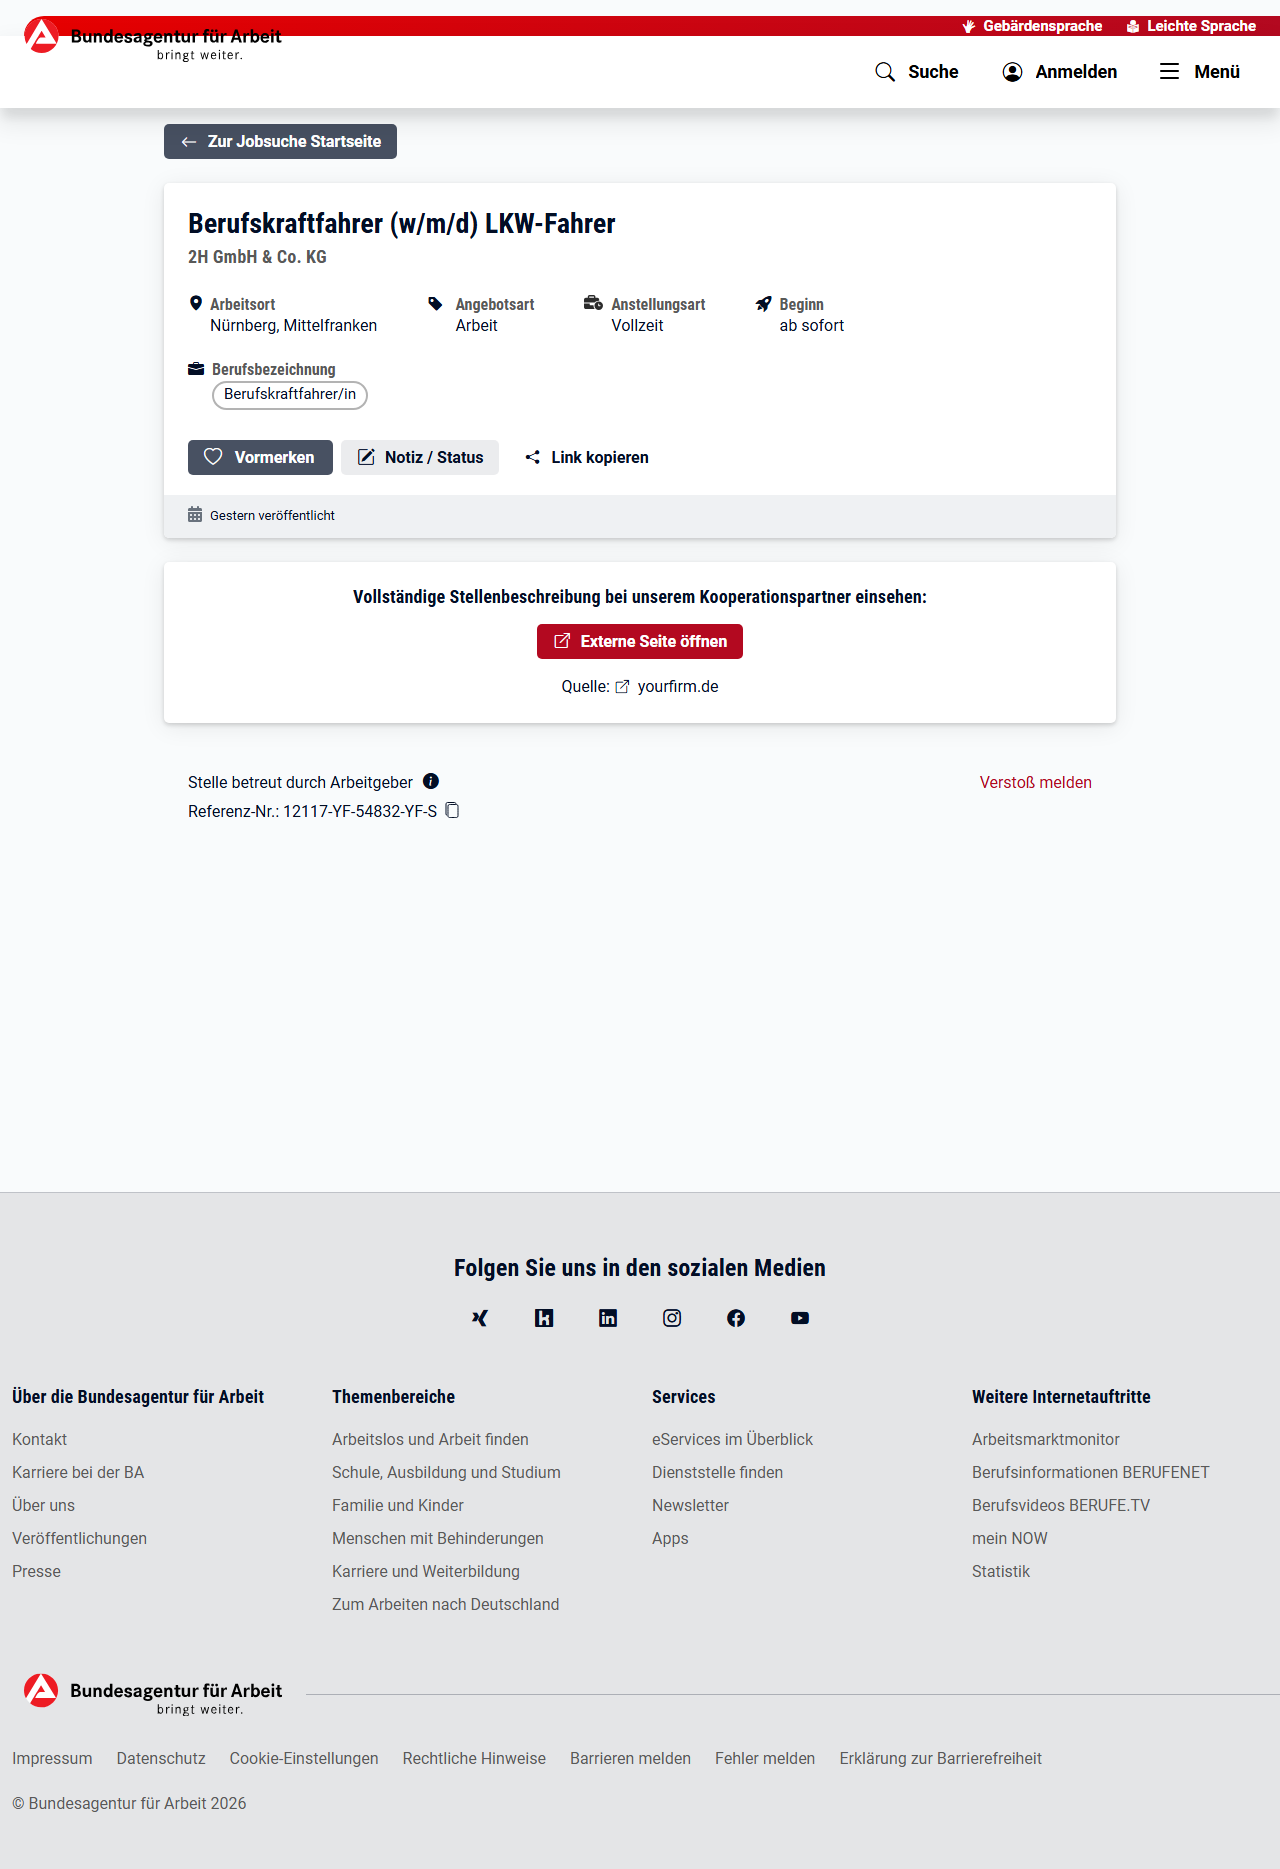 Bundesagentur für Arbeit
bringt weiter.
Gebärdensprache
Leichte Sprache
Suche
Anmelden
Menü
Zur Jobsuche Startseite
Berufskraftfahrer (w/m/d) LKW-Fahrer
2H GmbH & Co. KG
Arbeitsort
Nürnberg, Mittelfranken
Angebotsart
Arbeit
Anstellungsart
Vollzeit
Beginn
ab sofort
Berufsbezeichnung
Berufskraftfahrer/in
Vormerken
Notiz / Status
Link kopieren
Gestern veröffentlicht
Vollständige Stellenbeschreibung bei unserem Kooperationspartner einsehen:
Externe Seite öffnen
Quelle: yourfirm.de
Stelle betreut durch Arbeitgeber
Verstoß melden
Referenz-Nr.: 12117-YF-54832-YF-S
Folgen Sie uns in den sozialen Medien
Über die Bundesagentur für Arbeit
Kontakt
Karriere bei der BA
Über uns
Veröffentlichungen
Presse
Themenbereiche
Arbeitslos und Arbeit finden
Schule, Ausbildung und Studium
Familie und Kinder
Menschen mit Behinderungen
Karriere und Weiterbildung
Zum Arbeiten nach Deutschland
Services
eServices im Überblick
Dienststelle finden
Newsletter
Apps
Weitere Internetauftritte
Arbeitsmarktmonitor
Berufsinformationen BERUFENET
Berufsvideos BERUFE.TV
mein NOW
Statistik
Bundesagentur für Arbeit
bringt weiter.
Impressum Datenschutz Cookie-Einstellungen Rechtliche Hinweise Barrieren melden Fehler melden Erklärung zur Barrierefreiheit
© Bundesagentur für Arbeit 2026